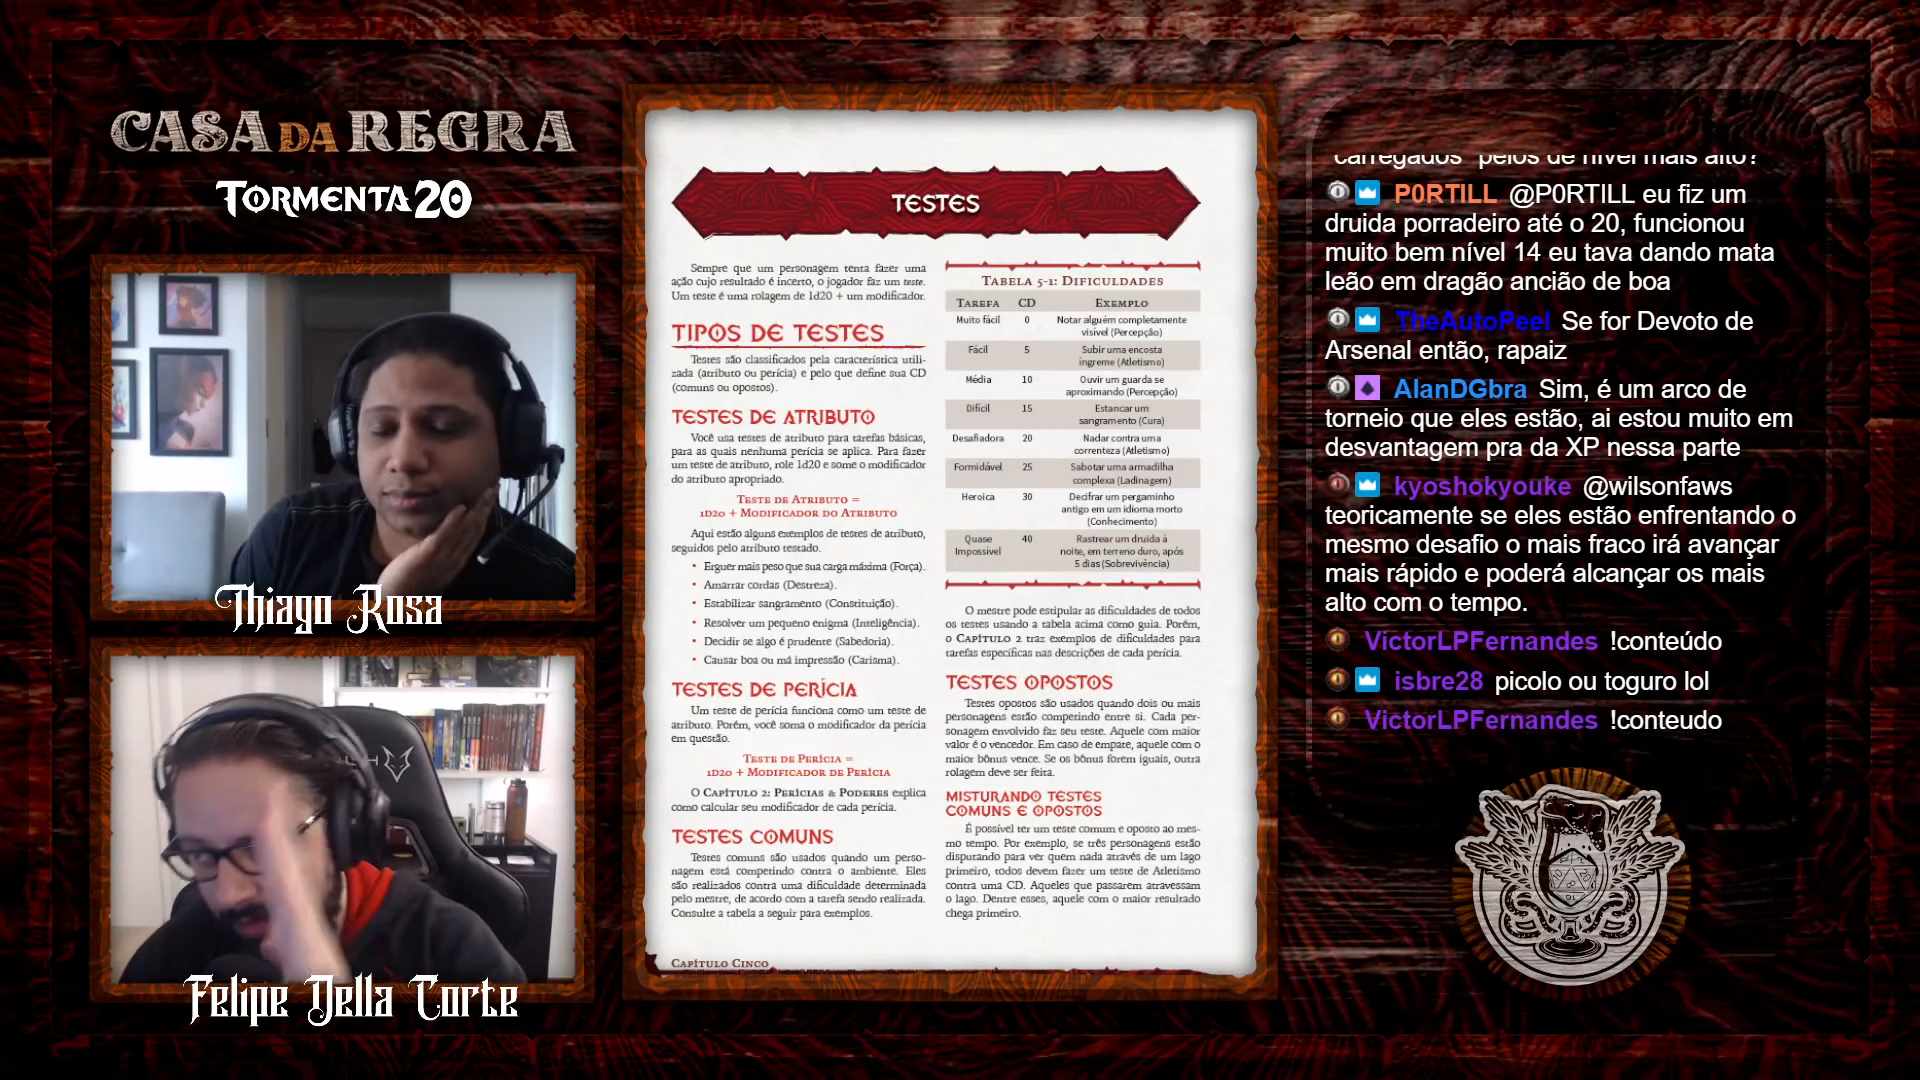 CASA DA REGRA
TORMENTA20
Thiago Rosa
Felipe Della Corte
TESTES
Sempre que um personagem tenta fazer uma
ação cujo resultado é incerto, o jogador faz um teste.
Um teste é uma rolagem de 1d20 + um modificador.
TIPOS DE TESTES
Testes são classificados pela característica utili-
zada (atributo ou perícia) e pelo que define sua CD
(comuns ou opostos).
TESTES DE ATRIBUTO
Você usa testes de atributo para tarefas básicas,
para as quais nenhuma perícia se aplica. Para fazer
um teste de atributo, role 1d20 e some o modificador
do atributo apropriado.
TESTE DE ATRIBUTO =
1D20 + MODIFICADOR DO ATRIBUTO
Aqui estão alguns exemplos de testes de atributo,
seguidos pelo atributo testado.
• Erguer mais peso que sua carga máxima (Força).
• Amarrar cordas (Destreza).
• Estabilizar sangramento (Constituição).
• Resolver um pequeno enigma (Inteligência).
• Decidir se algo é prudente (Sabedoria).
• Causar boa ou má impressão (Carisma).
TESTES DE PERÍCIA
Um teste de perícia funciona como um teste de
atributo. Porém, você soma o modificador da perícia
em questão.
TESTE DE PERÍCIA =
1D20 + MODIFICADOR DE PERÍCIA
O CAPÍTULO 2: PERÍCIAS & PODERES explica
como calcular seu modificador de cada perícia.
TESTES COMUNS
Testes comuns são usados quando um perso-
nagem está competindo contra o ambiente. Eles
são realizados contra uma dificuldade determinada
pelo mestre, de acordo com a tarefa sendo realizada.
Consulte a tabela a seguir para exemplos.
CAPÍTULO CINCO
TABELA 5-1: DIFICULDADES
TAREFA CD EXEMPLO
Muito fácil 0 Notar alguém completamente
visível (Percepção)
Fácil 5 Subir uma encosta
íngreme (Atletismo)
Média 10 Ouvir um guarda se
aproximando (Percepção)
Difícil 15 Estancar um
sangramento (Cura)
Desafiadora 20 Nadar contra uma
correnteza (Atletismo)
Formidável 25 Sabotar uma armadilha
complexa (Ladinagem)
Heroica 30 Decifrar um pergaminho
antigo em um idioma morto
(Conhecimento)
Quase 40 Rastrear um druida à
Impossível noite, em terreno duro, após
5 dias (Sobrevivência)
O mestre pode estipular as dificuldades de todos
os testes usando a tabela acima como guia. Porém,
o CAPÍTULO 2 traz exemplos de dificuldades para
tarefas específicas nas descrições de cada perícia.
TESTES OPOSTOS
Testes opostos são usados quando dois ou mais
personagens estão competindo entre si. Cada per-
sonagem envolvido faz seu teste. Aquele com maior
valor é o vencedor. Em caso de empate, aquele com o
maior bônus vence. Se os bônus forem iguais, outra
rolagem deve ser feita.
MISTURANDO TESTES
COMUNS E OPOSTOS
É possível ter um teste comum e oposto ao mes-
mo tempo. Por exemplo, se três personagens estão
disputando para ver quem nada através de um lago
primeiro, todos devem fazer um teste de Atletismo
contra uma CD. Aqueles que passarem atravessam
o lago. Dentre esses, aquele com o maior resultado
chega primeiro.
"carregados" pelos de nível mais alto?
P0RTILL @P0RTILL eu fiz um
druida porradeiro até o 20, funcionou
muito bem nível 14 eu tava dando mata
leão em dragão ancião de boa
TheAutoPeel Se for Devoto de
Arsenal então, rapaiz
AlanDGbra Sim, é um arco de
torneio que eles estão, ai estou muito em
desvantagem pra da XP nessa parte
kyoshokyouke @wilsonfaws
teoricamente se eles estão enfrentando o
mesmo desafio o mais fraco irá avançar
mais rápido e poderá alcançar os mais
alto com o tempo.
VictorLPFernandes !conteúdo
isbre28 picolo ou toguro lol
VictorLPFernandes !conteudo